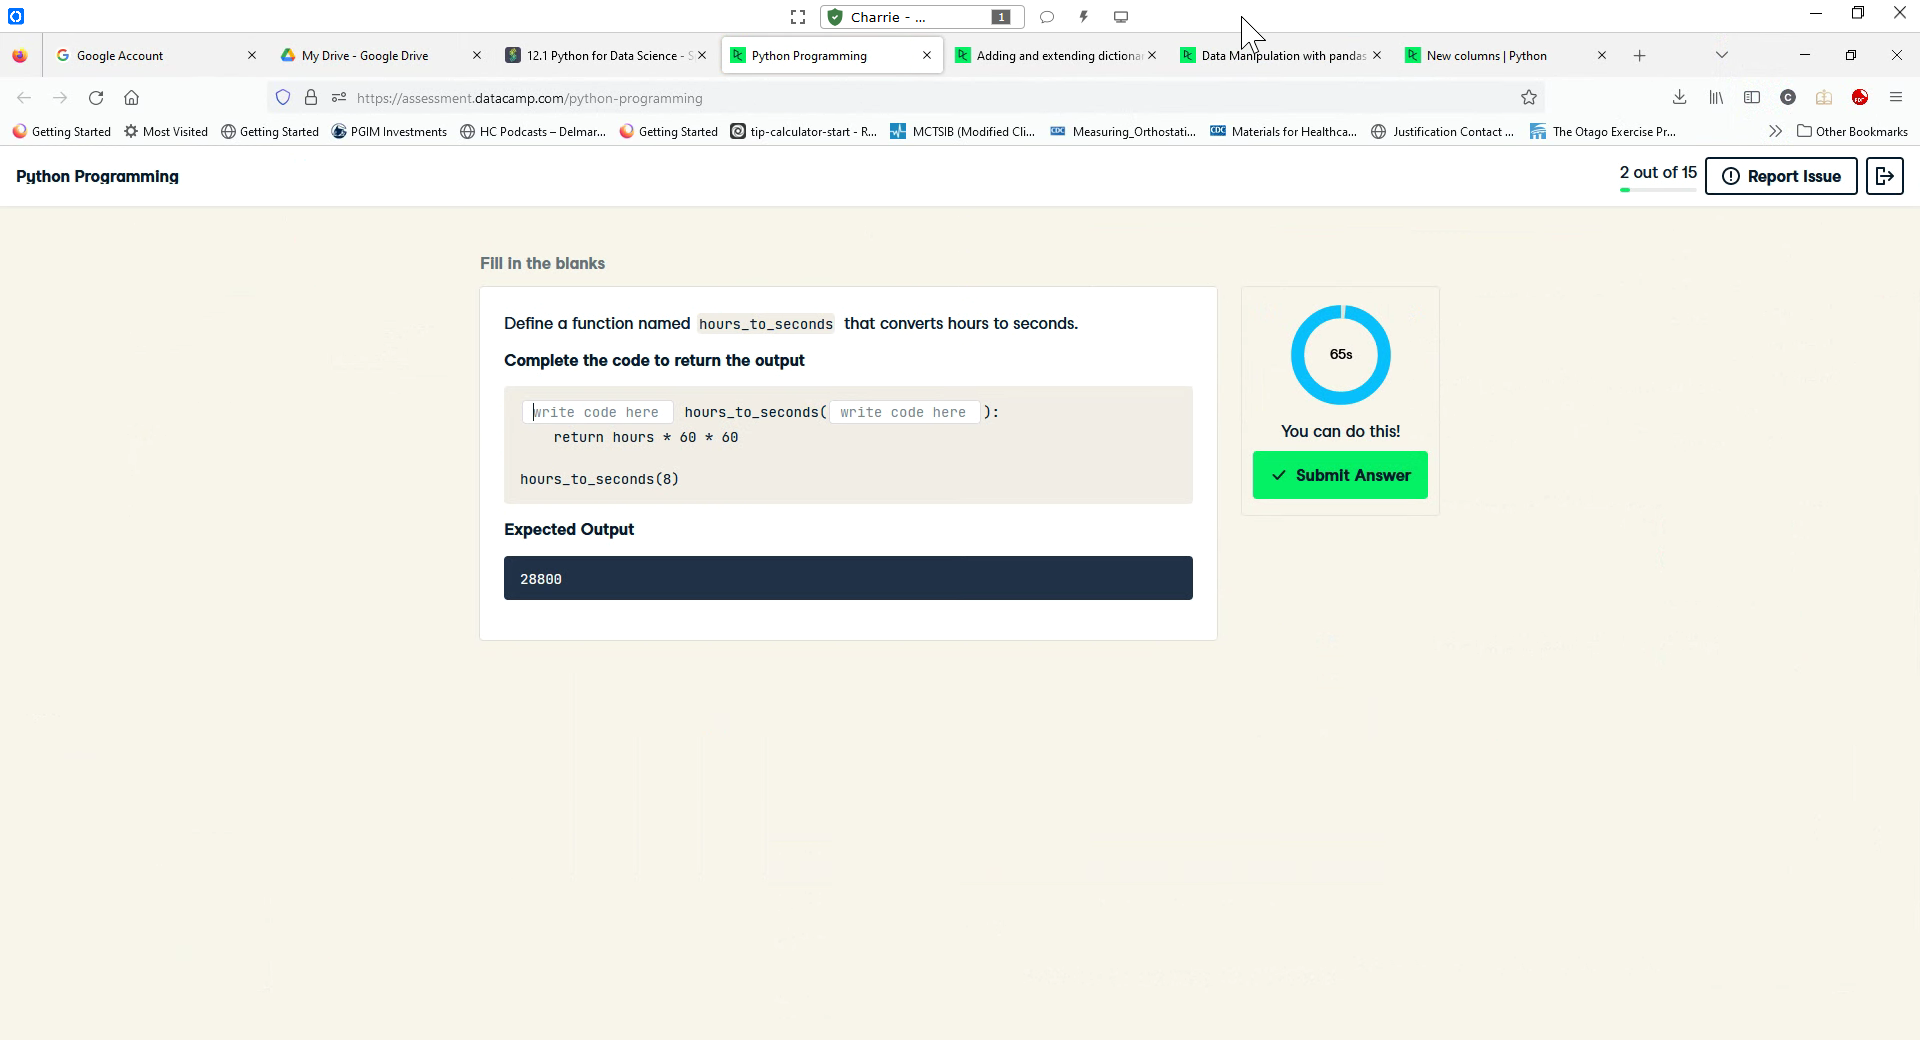 Charrie - ...
1
Google Account
My Drive - Google Drive
12.1 Python for Data Science - S
Python Programming
Adding and extending dictionar
Data Manipulation with pandas
New columns | Python
https://assessment.datacamp.com/python-programming
C
Getting Started
Most Visited
Getting Started
PGIM Investments
HC Podcasts – Delmar...
Getting Started
tip-calculator-start - R...
MCTSIB (Modified Cli...
CDC
Measuring_Orthostati...
CDC
Materials for Healthca...
Justification Contact ...
The Otago Exercise Pr...
Other Bookmarks
Python Programming
2 out of 15
Report Issue
Fill in the blanks
Define a function named hours_to_seconds that converts hours to seconds.
Complete the code to return the output
write code here hours_to_seconds( write code here ):
return hours * 60 * 60
hours_to_seconds(8)
Expected Output
28800
65s
You can do this!
Submit Answer